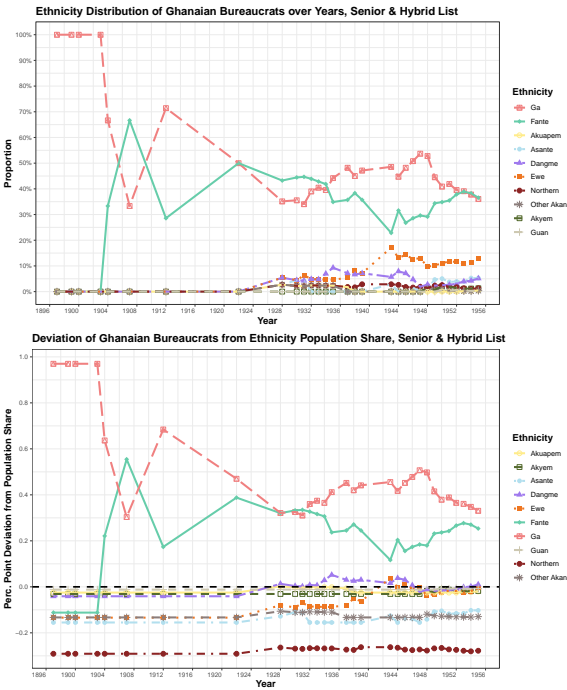 Ethnicity Distribution of Ghanaian Bureaucrats over Years, Senior & Hybrid List
100%
90%
80%
70%
60%
50%
40%
30%
20%
10%
0%
Proportion
1896 1900 1904 1908 1912 1916 1920 1924 1928 1932 1936 1940 1944 1948 1952 1956
Year
Ethnicity
Ga
Fante
Akuapem
Asante
Dangme
Ewe
Northern
Other Akan
Akyem
Guan
Deviation of Ghanaian Bureaucrats from Ethnicity Population Share, Senior & Hybrid List
1.0
0.8
0.6
0.4
0.2
0.0
−0.2
Perc. Point Deviation from Population Share
1896 1900 1904 1908 1912 1916 1920 1924 1928 1932 1936 1940 1944 1948 1952 1956
Year
Ethnicity
Akuapem
Akyem
Asante
Dangme
Ewe
Fante
Ga
Guan
Northern
Other Akan